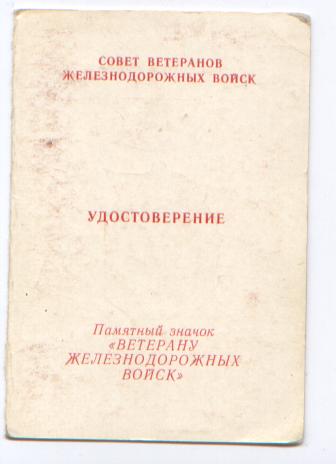 СОВЕТ ВЕТЕРАНОВ
ЖЕЛЕЗНОДОРОЖНЫХ ВОЙСК
УДОСТОВЕРЕНИЕ
Памятный значок
«ВЕТЕРАНУ
ЖЕЛЕЗНОДОРОЖНЫХ
ВОЙСК»